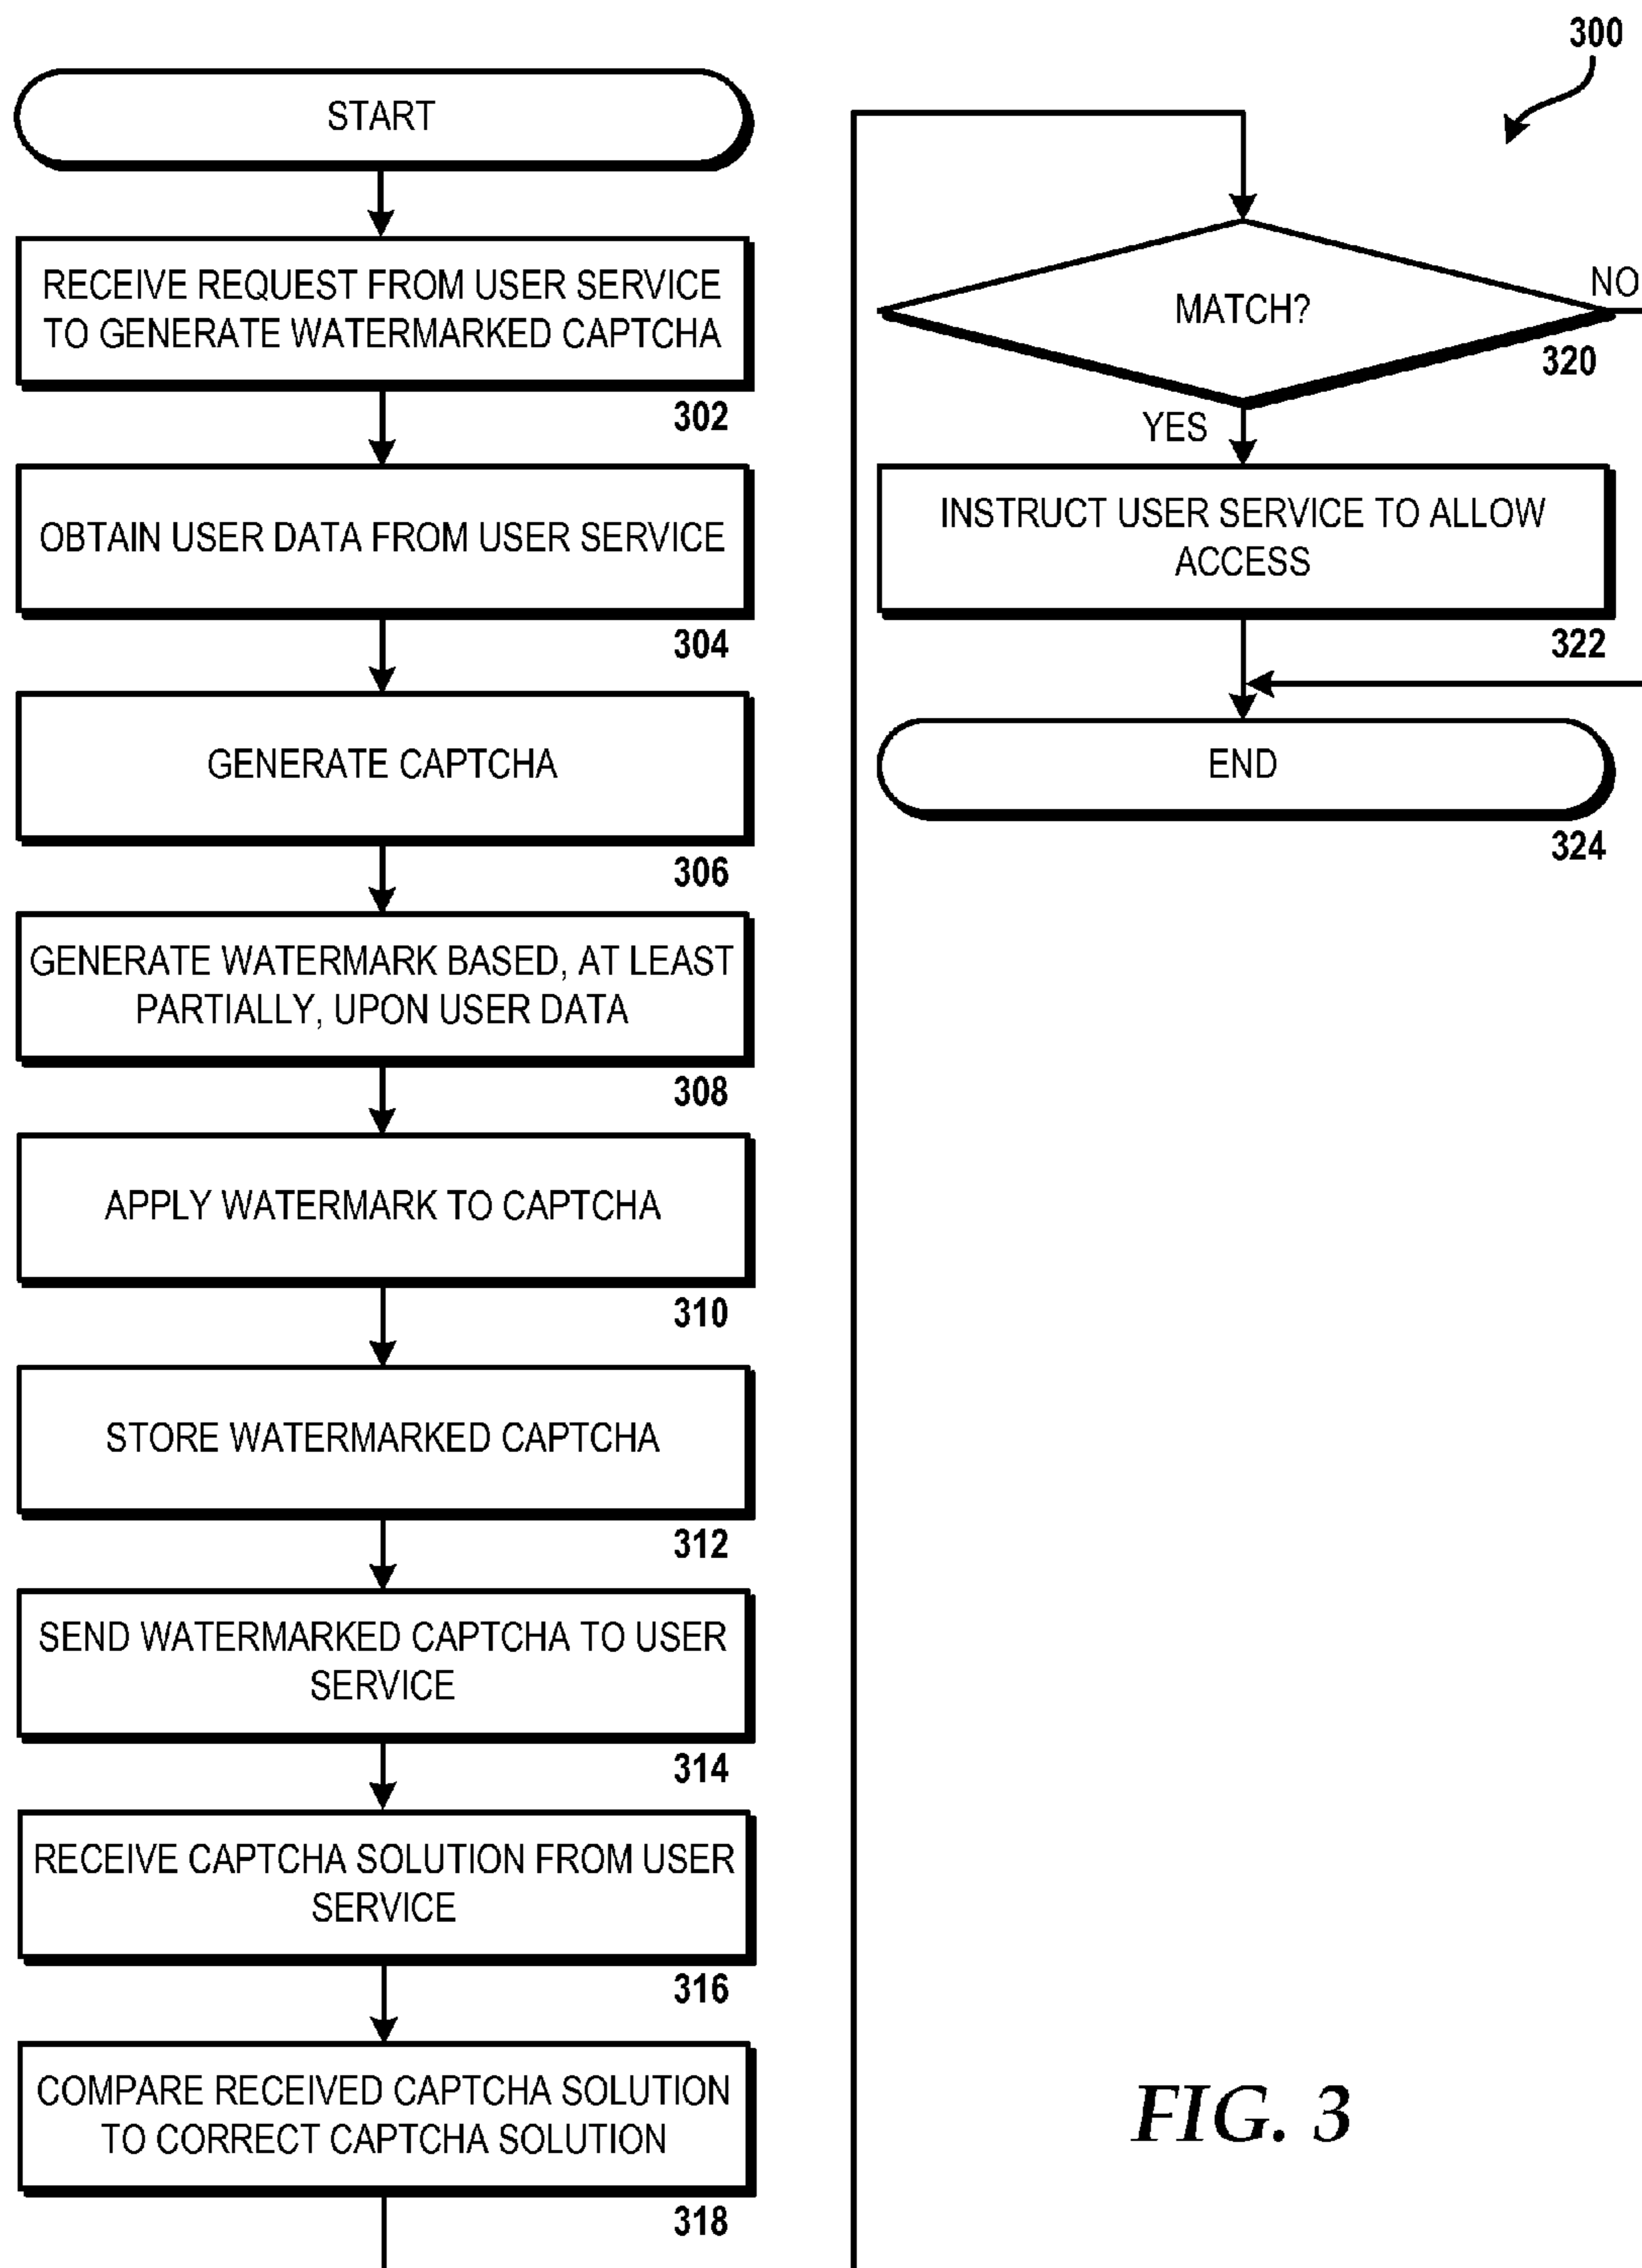 START
RECEIVE REQUEST FROM USER SERVICE
TO GENERATE WATERMARKED CAPTCHA
302
OBTAIN USER DATA FROM USER SERVICE
304
GENERATE CAPTCHA
306
GENERATE WATERMARK BASED, AT LEAST
PARTIALLY, UPON USER DATA
308
APPLY WATERMARK TO CAPTCHA
310
STORE WATERMARKED CAPTCHA
312
SEND WATERMARKED CAPTCHA TO USER
SERVICE
314
RECEIVE CAPTCHA SOLUTION FROM USER
SERVICE
316
COMPARE RECEIVED CAPTCHA SOLUTION
TO CORRECT CAPTCHA SOLUTION
318
300
MATCH?
NO
320
YES
INSTRUCT USER SERVICE TO ALLOW
ACCESS
322
END
324
FIG. 3